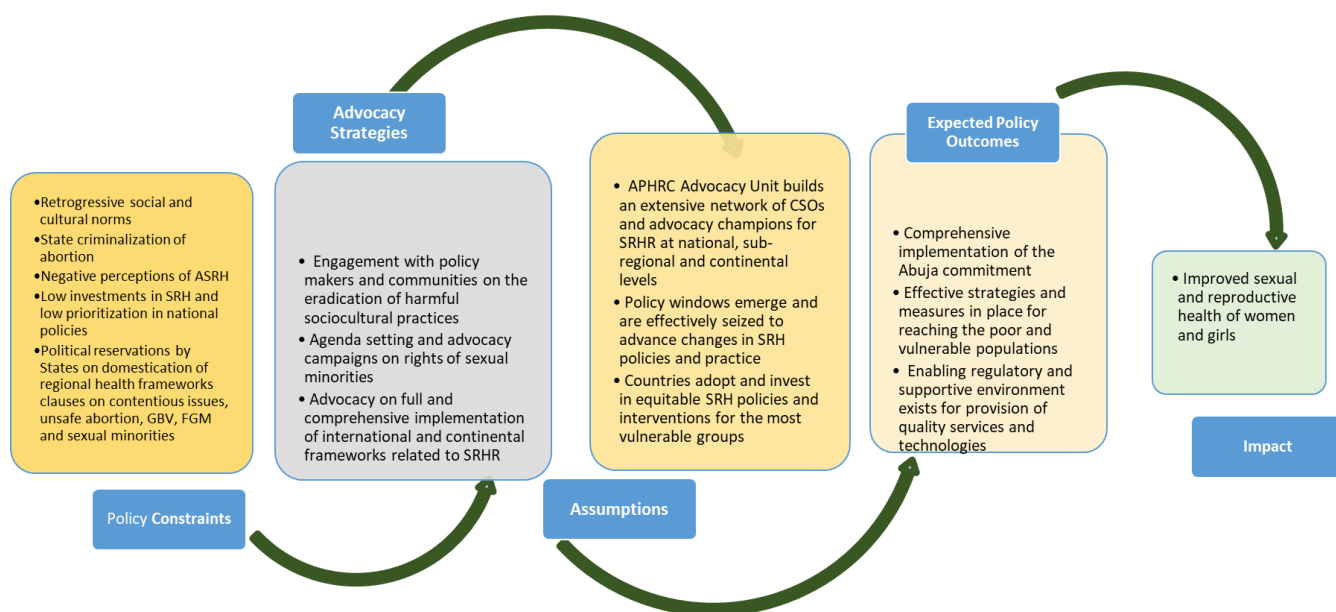 •Retrogressive social and
cultural norms
•State criminalization of
abortion
•Negative perceptions of ASRH
•Low investments in SRH and
low prioritization in national
policies
•Political reservations by
States on domestication of
regional health frameworks
clauses on contentious issues,
unsafe abortion, GBV, FGM
and sexual minorities
Policy Constraints
Advocacy
Strategies
• Engagement with policy
makers and communities on the
eradication of harmful
sociocultural practices
• Agenda setting and advocacy
campaigns on rights of sexual
minorities
• Advocacy on full and
comprehensive implementation
of international and continental
frameworks related to SRHR
• APHRC Advocacy Unit builds
an extensive network of CSOs
and advocacy champions for
SRHR at national, sub-
regional and continental
levels
• Policy windows emerge and
are effectively seized to
advance changes in SRH
policies and practice
• Countries adopt and invest
in equitable SRH policies and
interventions for the most
vulnerable groups
Assumptions
Expected Policy
Outcomes
• Comprehensive
implementation of the
Abuja commitment
• Effective strategies and
measures in place for
reaching the poor and
vulnerable populations
• Enabling regulatory and
supportive environment
exists for provision of
quality services and
technologies
• Improved sexual
and reproductive
health of women
and girls
Impact